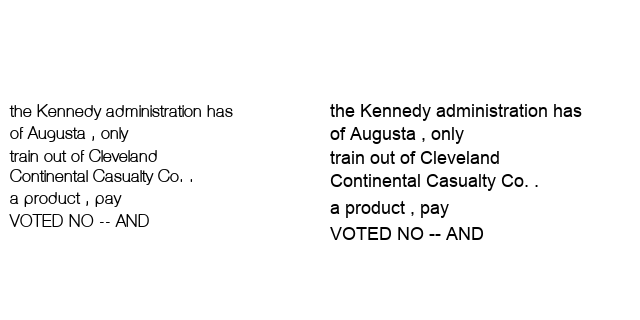 the Kennedy administration has
of Augusta , only
train out of Cleveland
Continental Casualty Co. .
a product , pay
VOTED NO -- AND
the Kennedy administration has
of Augusta , only
train out of Cleveland
Continental Casualty Co. .
a product , pay
VOTED NO -- AND